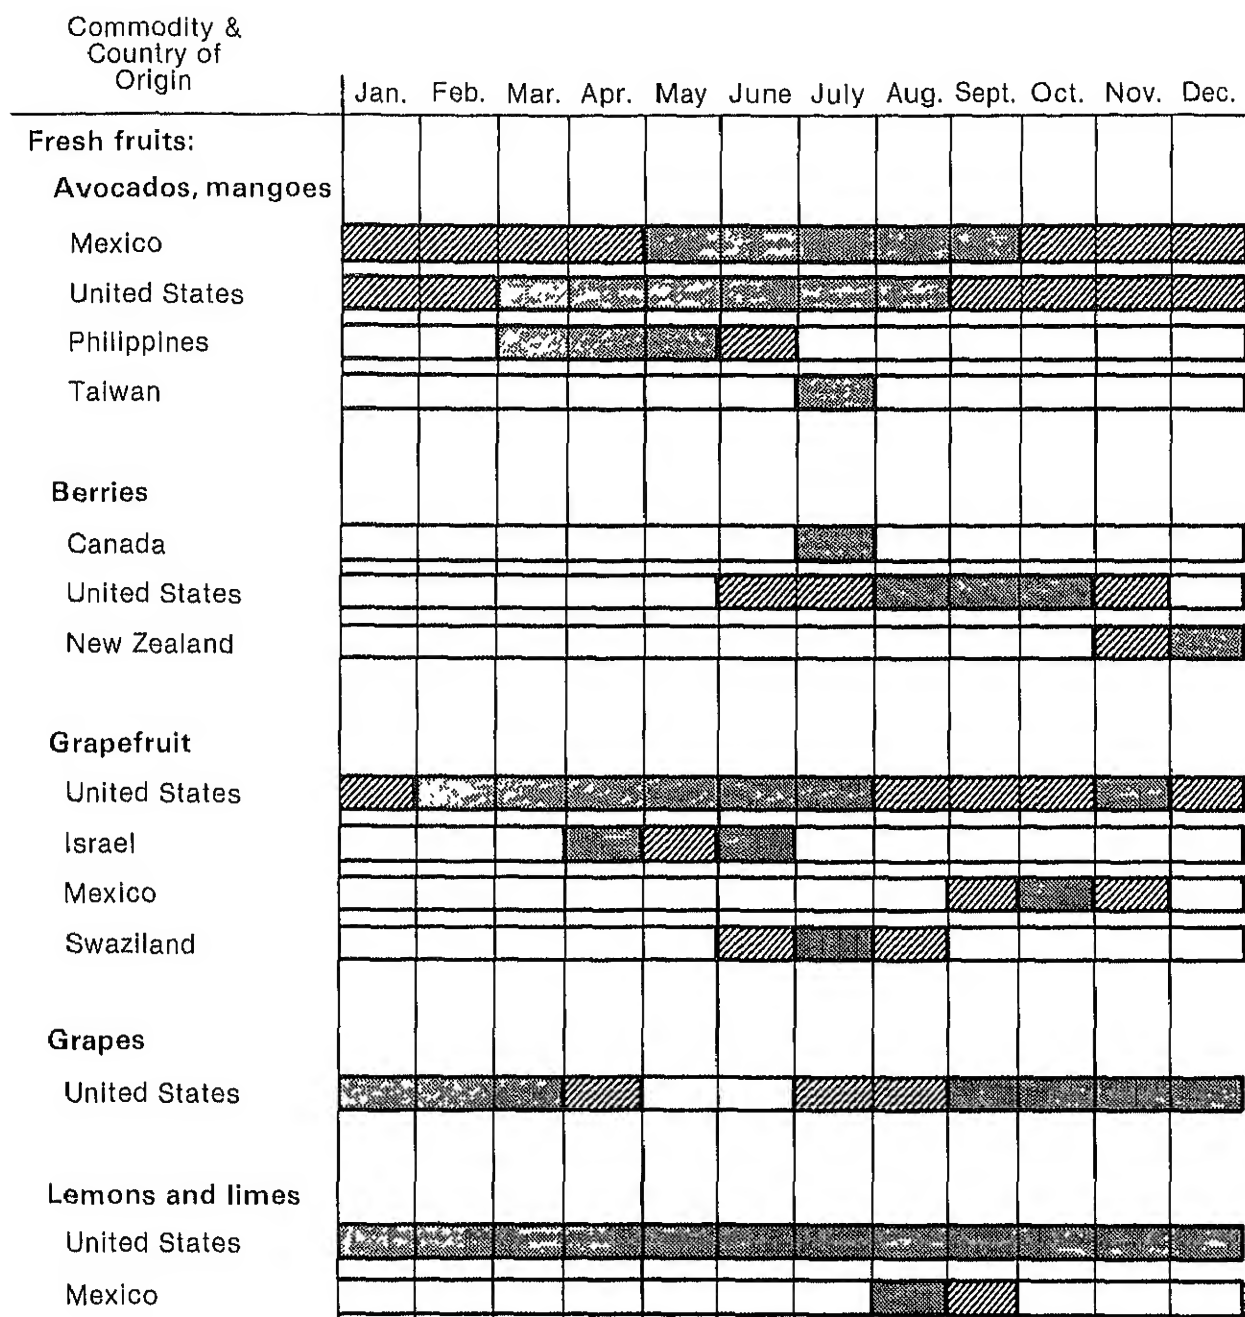 Commodity &
Country of
Origin
Jan. Feb. Mar. Apr. May June July Aug. Sept. Oct. Nov. Dec.
Fresh fruits:
Avocados, mangoes
Mexico
United States
Philippines
Taiwan
Berries
Canada
United States
New Zealand
Grapefruit
United States
Israel
Mexico
Swaziland
Grapes
United States
Lemons and limes
United States
Mexico